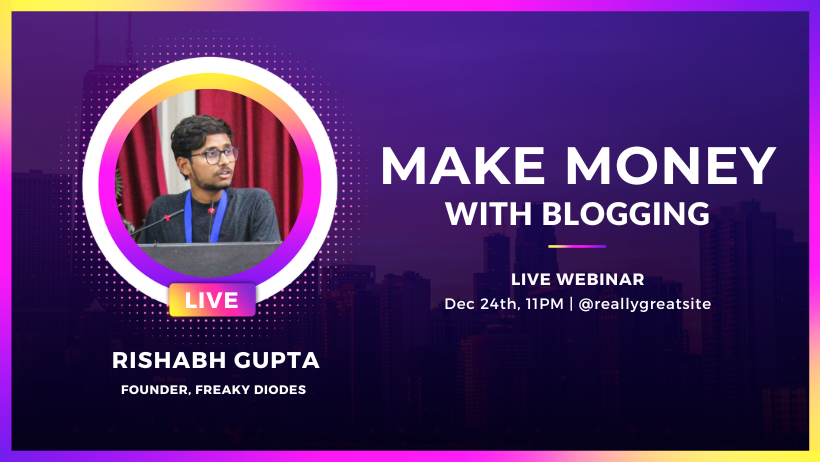 MAKE MONEY
WITH BLOGGING
LIVE WEBINAR
Dec 24th, 11PM | @reallygreatsite
LIVE
RISHABH GUPTA
FOUNDER, FREAKY DIODES